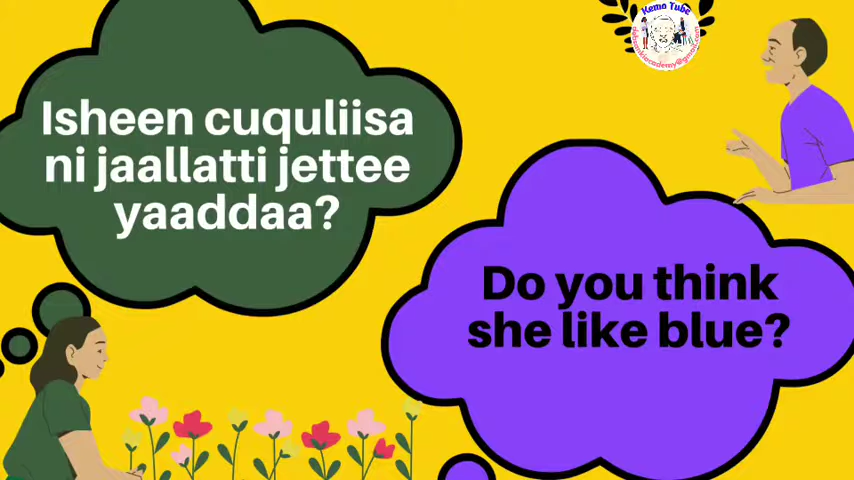 Kemo Tube
Isheen cuquliisa
ni jaallatti jettee
yaaddaa?
Do you think
she like blue?